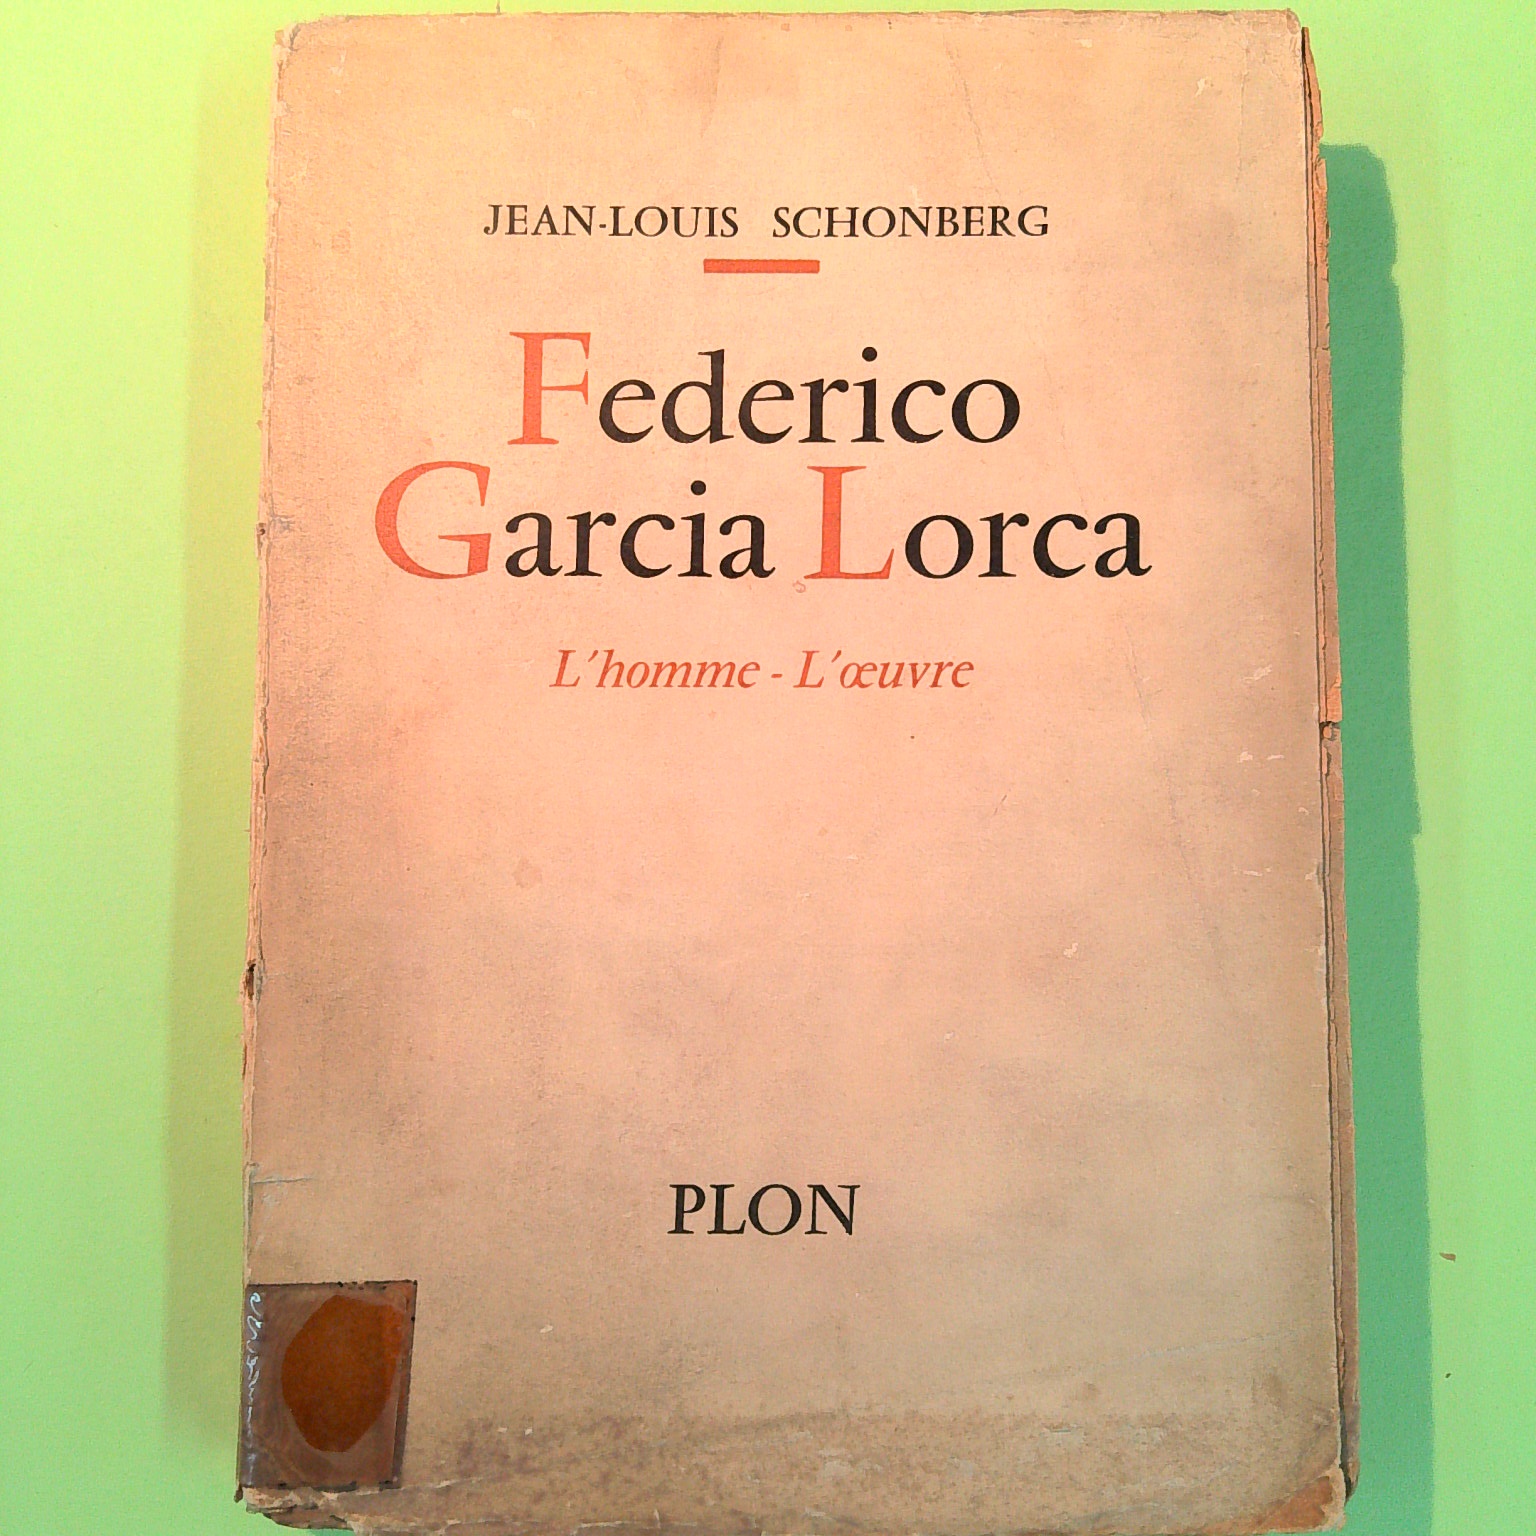 JEAN-LOUIS SCHONBERG
Federico
Garcia Lorca
L'homme - L'œuvre
PLON